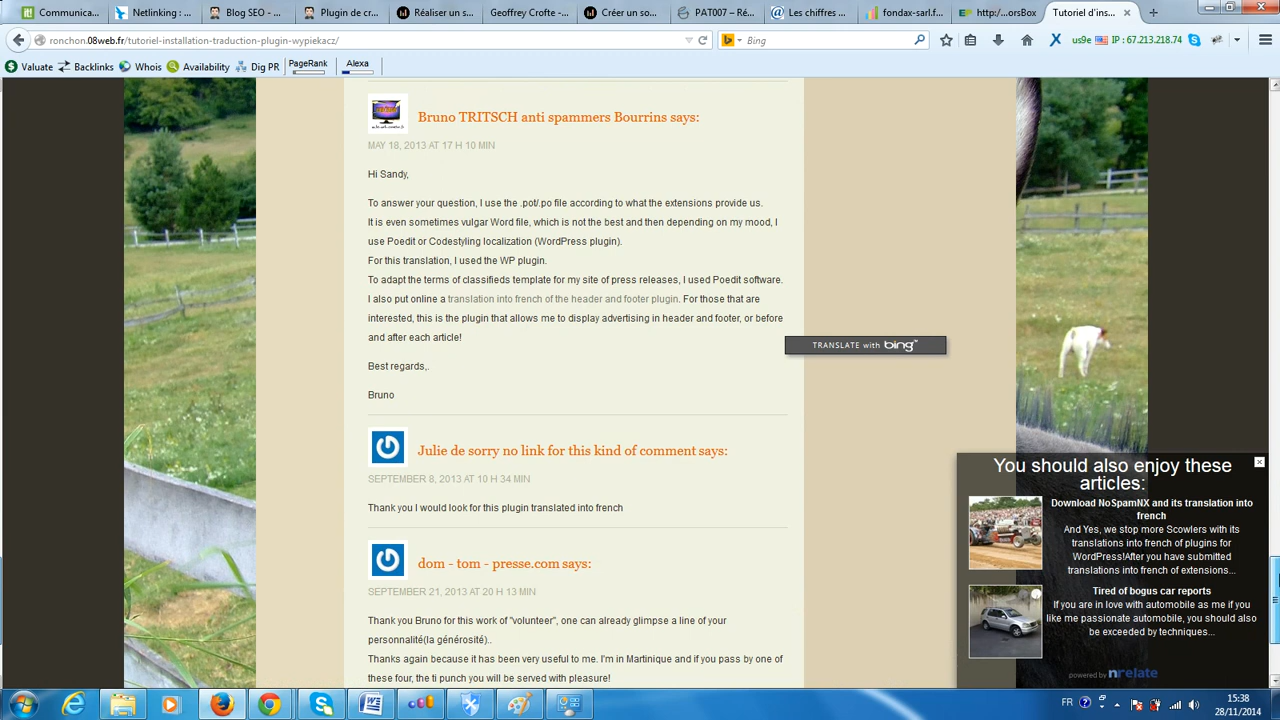 it! Communic...
Netlinking ...
Blog SEO - ...
Plugin de cr...
Réaliser un s...
Geoffrey Crofte - ...
Créer un sou...
PAT007 – Ré...
Les chiffres ...
fondax-sarl.f...
http:/...orsBox
Tutoriel d'ins...
ronchon.08web.fr/tutoriel-installation-traduction-plugin-wypiekacz/
Bing
us9e
IP : 67.213.218.74
Valuate
Backlinks
Whois
Availability
Dig PR
PageRank
Alexa
Bruno TRITSCH anti spammers Bourrins says:
MAY 18, 2013 AT 17 H 10 MIN
Hi Sandy,
To answer your question, I use the .pot/.po file according to what the extensions provide us.
It is even sometimes vulgar Word file, which is not the best and then depending on my mood, I
use Poedit or Codestyling localization (WordPress plugin).
For this translation, I used the WP plugin.
To adapt the terms of classifieds template for my site of press releases, I used Poedit software.
I also put online a translation into french of the header and footer plugin. For those that are
interested, this is the plugin that allows me to display advertising in header and footer, or before
and after each article!
TRANSLATE with bing™
Best regards,.
Bruno
Julie de sorry no link for this kind of comment says:
SEPTEMBER 8, 2013 AT 10 H 34 MIN
Thank you I would look for this plugin translated into french
dom - tom - presse.com says:
SEPTEMBER 21, 2013 AT 20 H 13 MIN
Thank you Bruno for this work of "volunteer", one can already glimpse a line of your
personnalité(la générosité)..
Thanks again because it has been very useful to me. I'm in Martinique and if you pass by one of
these four, the ti punch you will be served with pleasure!
You should also enjoy these
articles:
Download NoSpamNX and its translation into
french
And Yes, we stop more Scowlers with its
translations into french of plugins for
WordPress!After you have submitted
translations into french of extensions...
Tired of bogus car reports
If you are in love with automobile as me if you
like me passionate automobile, you should also
be exceeded by techniques...
powered by nrelate
FR
15:38
28/11/2014